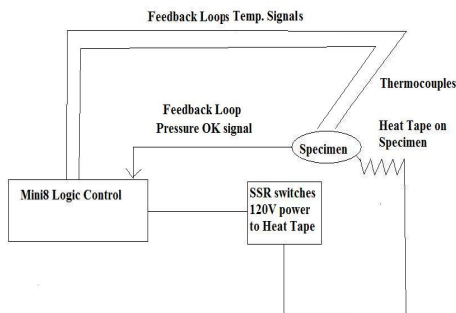 Feedback Loops Temp. Signals
Thermocouples
Feedback Loop
Pressure OK signal
Heat Tape on
Specimen
Specimen
Mini8 Logic Control
SSR switches
120V power
to Heat Tape